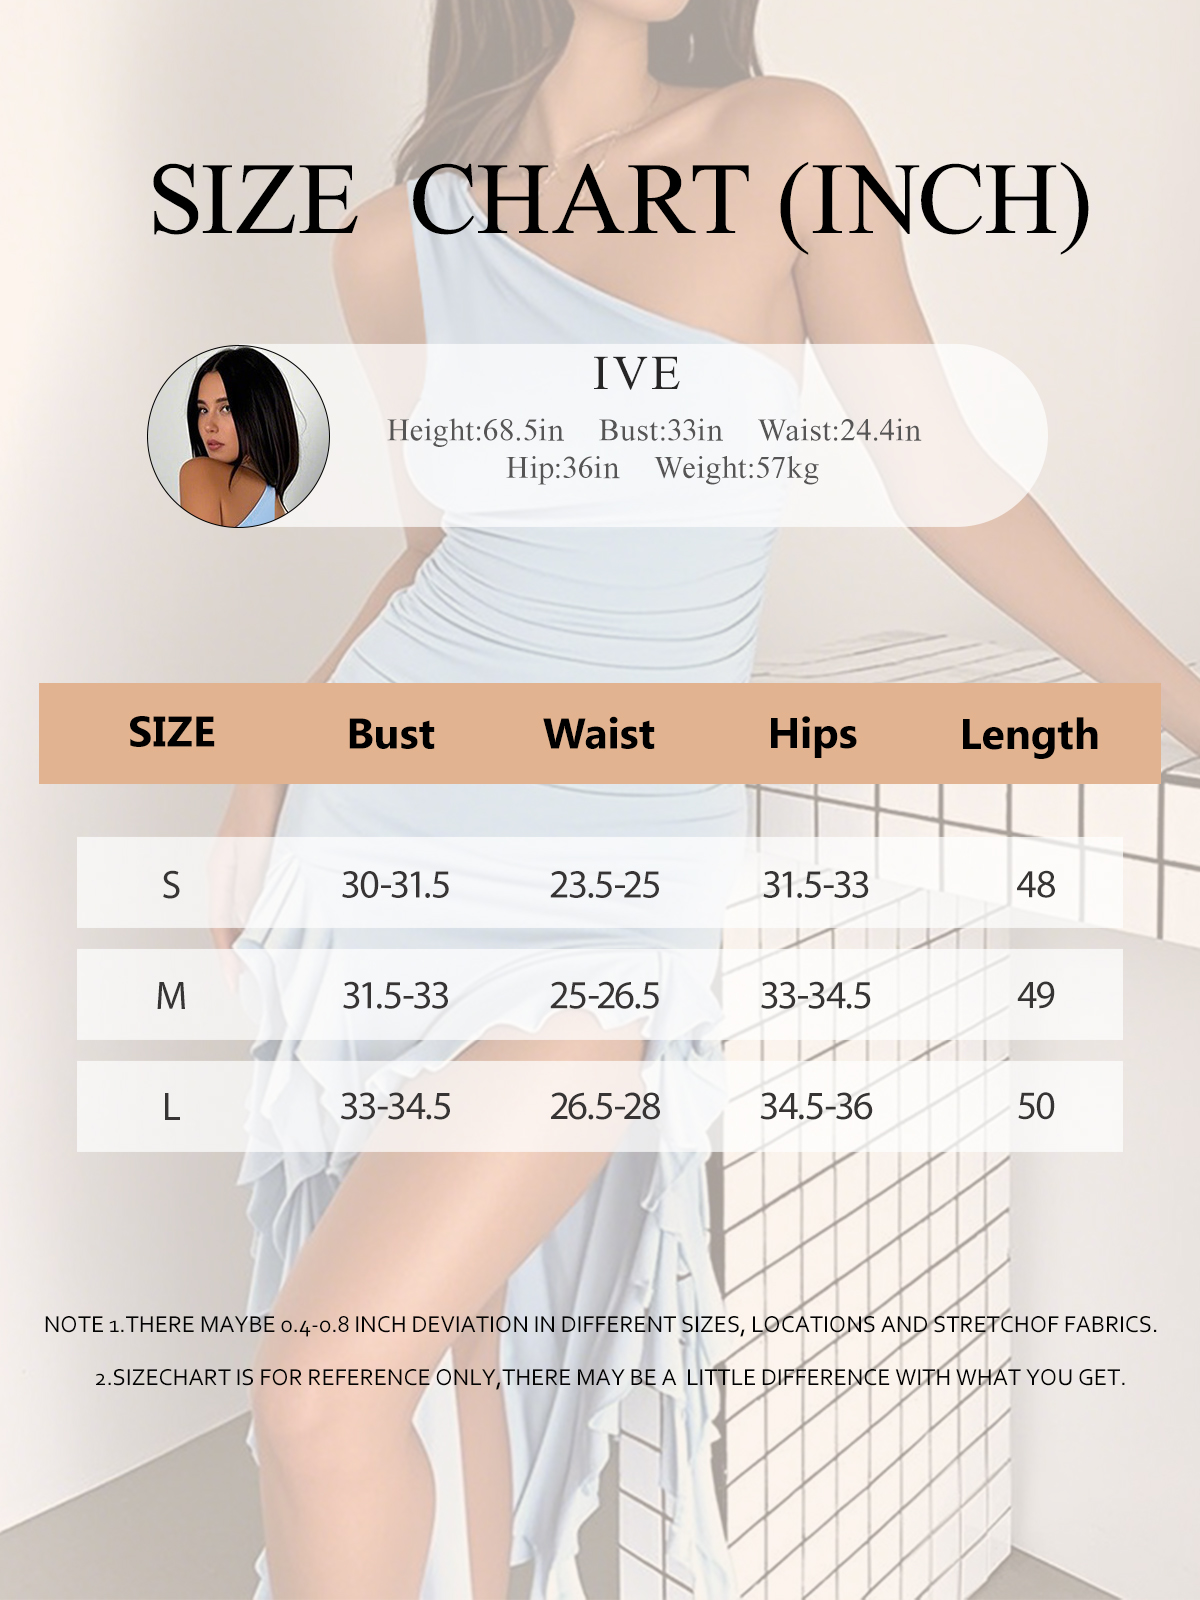 SIZE CHART (INCH)
IVE
Height:68.5in Bust:33in Waist:24.4in
Hip:36in Weight:57kg
SIZE Bust Waist Hips Length
S 30-31.5 23.5-25 31.5-33 48
M 31.5-33 25-26.5 33-34.5 49
L 33-34.5 26.5-28 34.5-36 50
NOTE 1.THERE MAYBE 0.4-0.8 INCH DEVIATION IN DIFFERENT SIZES, LOCATIONS AND STRETCHOF FABRICS.
2.SIZECHART IS FOR REFERENCE ONLY,THERE MAY BE A LITTLE DIFFERENCE WITH WHAT YOU GET.